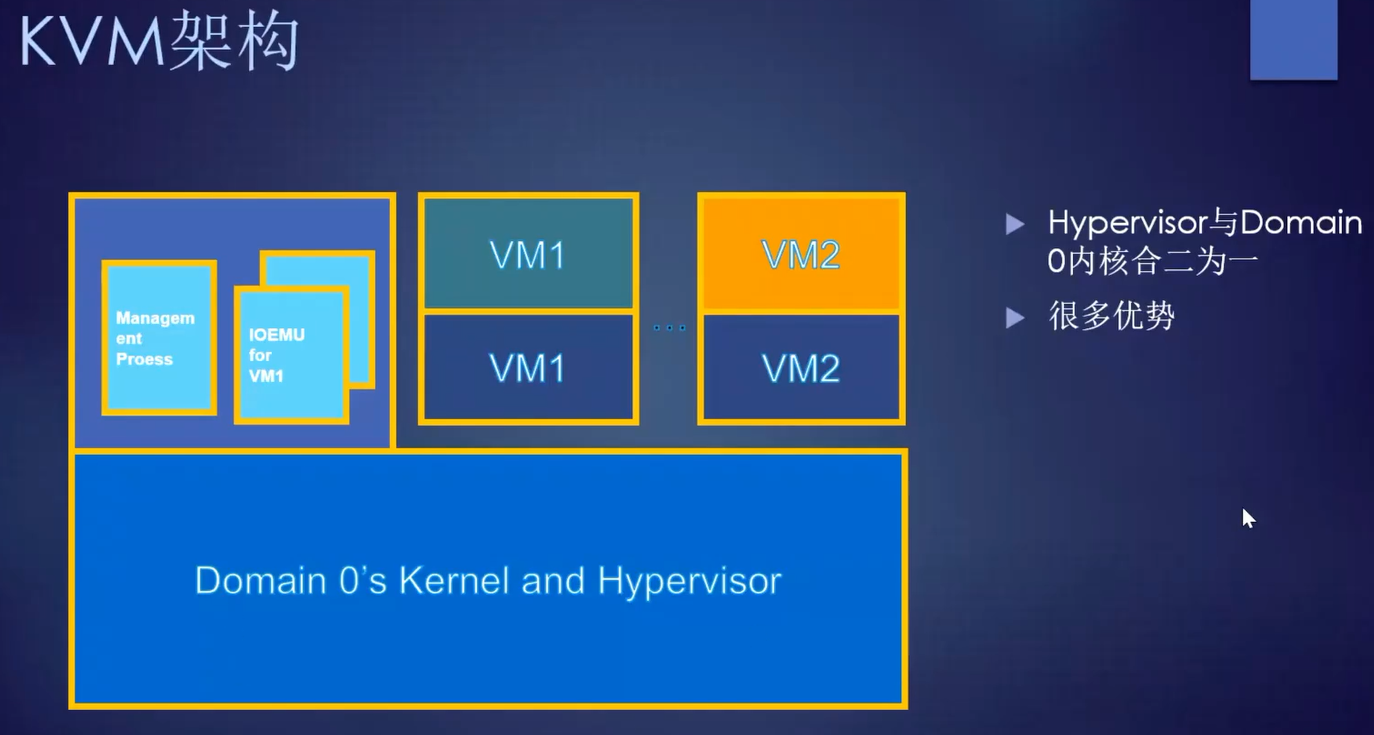 KVM架构
Managem
ent
Proess
IOEMU
for
VM1
VM1
VM1
...
VM2
VM2
Domain 0’s Kernel and Hypervisor
Hypervisor与Domain
0内核合二为一
很多优势